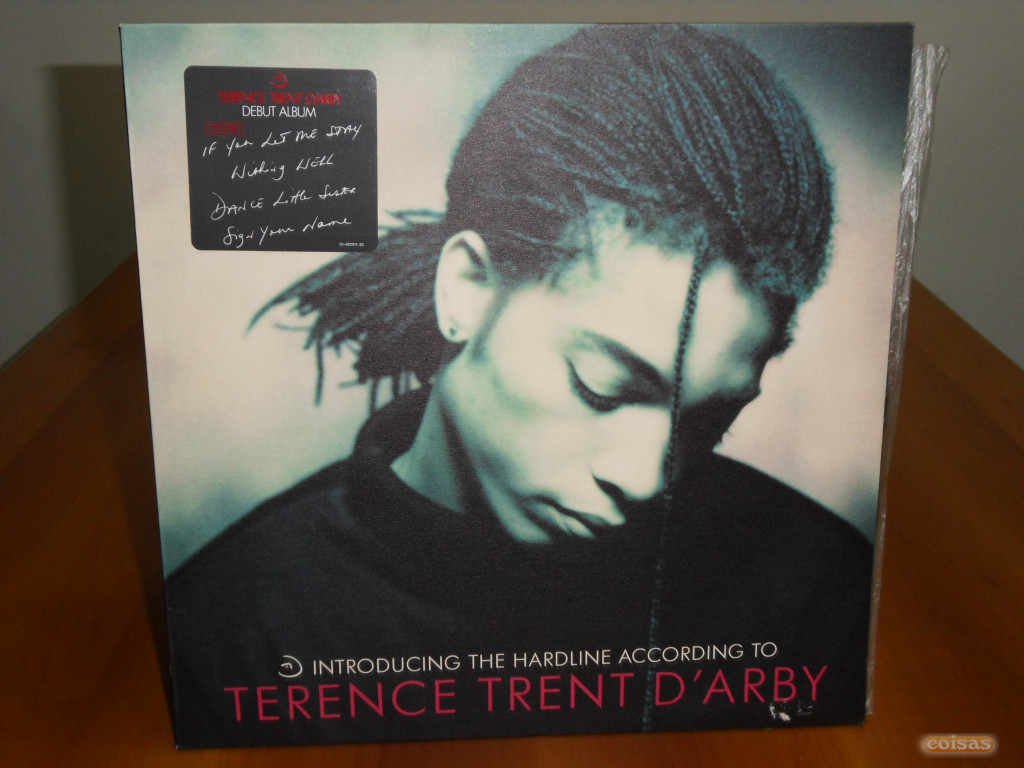 TERENCE TRENT D'ARBY
DEBUT ALBUM
IF You Let ME STAY
Wishing WELL
DANCE Little Sister
Sign Your Name
INTRODUCING THE HARDLINE ACCORDING TO
TERENCE TRENT D'ARBY
coisas